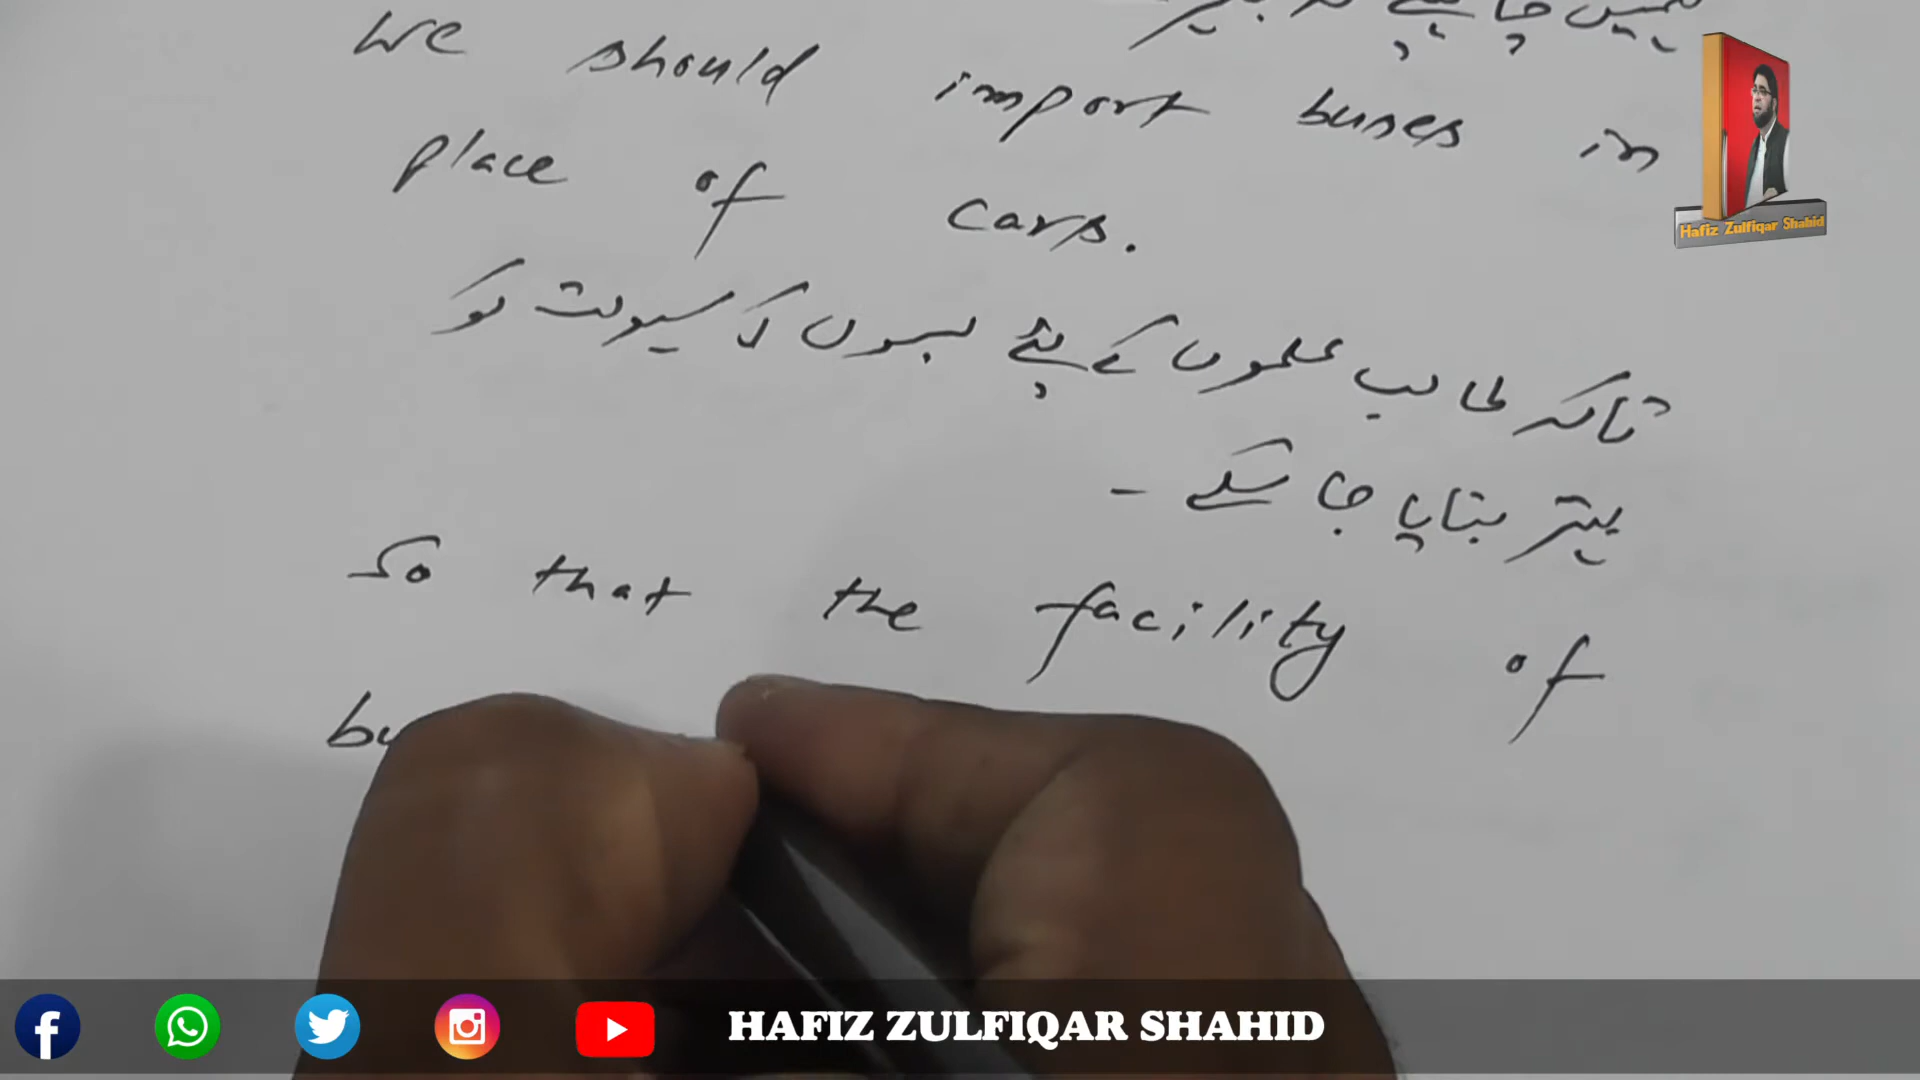 We should import buses in
place of cars.
تاکہ طالب علموں کے لئے بسوں کی سہولت کو
بہتر بنایا جا سکے -
So that the facility of
bu
Hafiz Zulfiqar Shahid
HAFIZ ZULFIQAR SHAHID